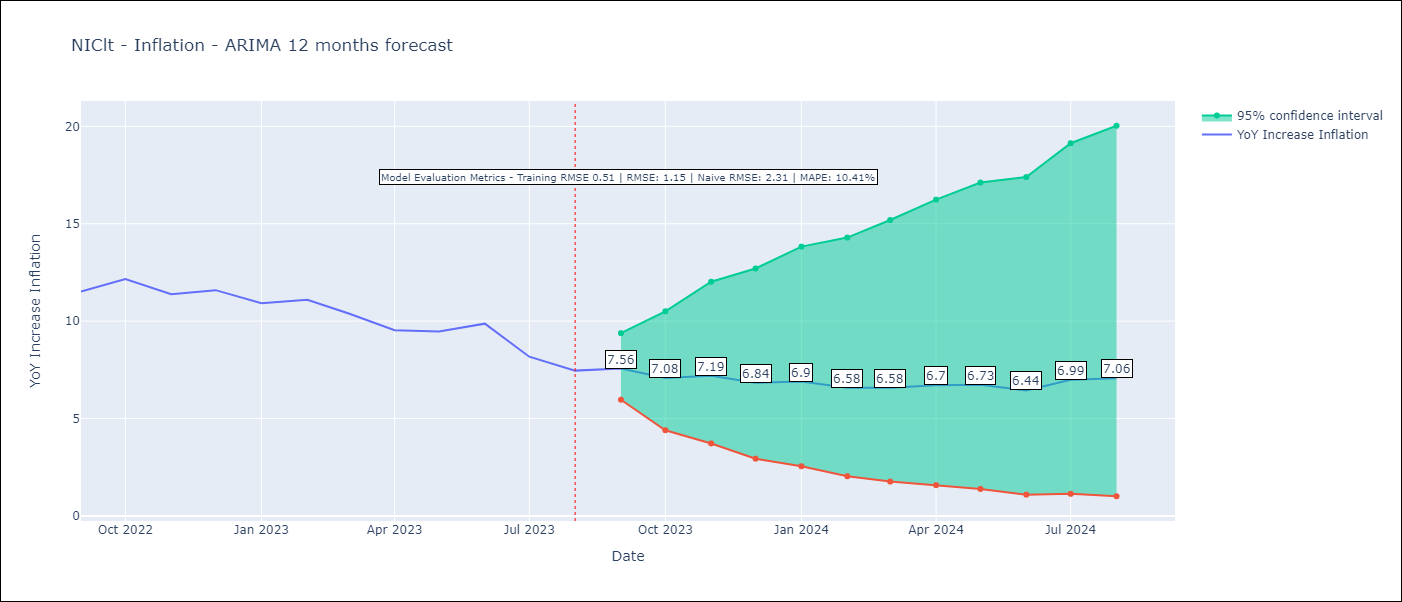 NIClt - Inflation - ARIMA 12 months forecast
95% confidence interval
YoY Increase Inflation
Model Evaluation Metrics - Training RMSE 0.51 | RMSE: 1.15 | Naive RMSE: 2.31 | MAPE: 10.41%
YoY Increase Inflation
20
15
10
5
0
7.56
7.08
7.19
6.84
6.9
6.58
6.58
6.7
6.73
6.44
6.99
7.06
Oct 2022
Jan 2023
Apr 2023
Jul 2023
Oct 2023
Jan 2024
Apr 2024
Jul 2024
Date